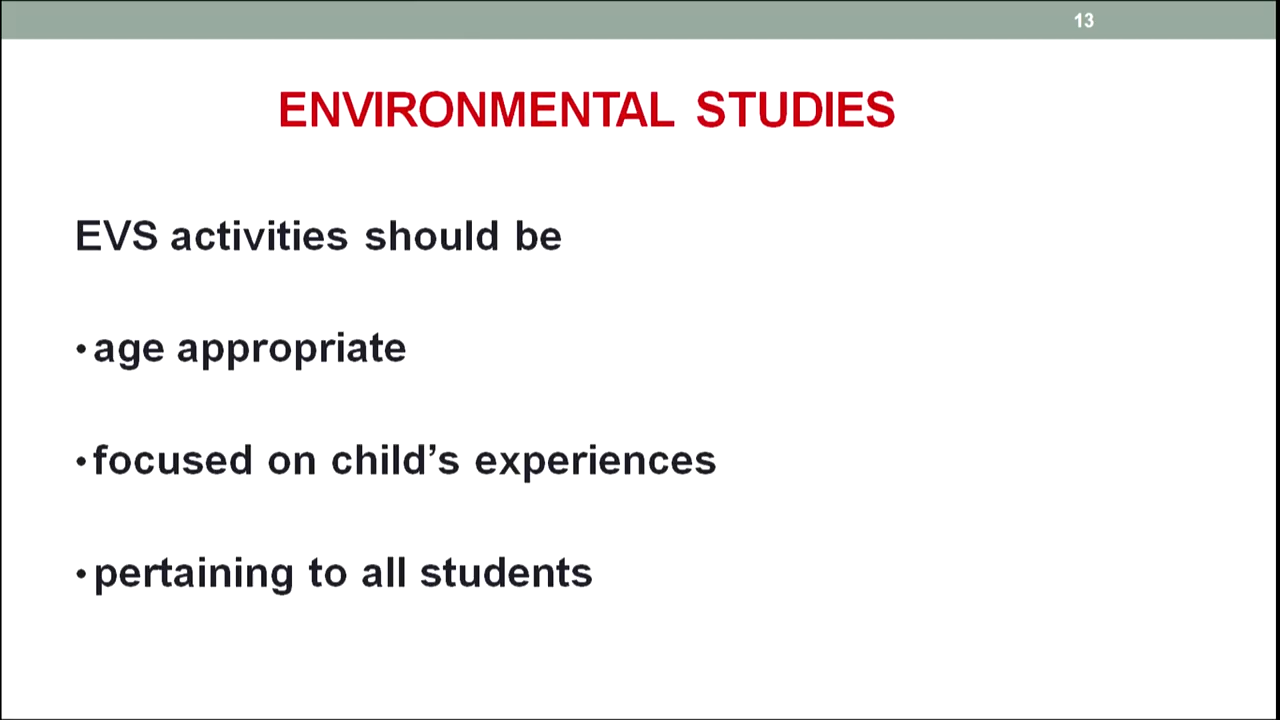 13
ENVIRONMENTAL STUDIES
EVS activities should be
•age appropriate
•focused on child’s experiences
•pertaining to all students